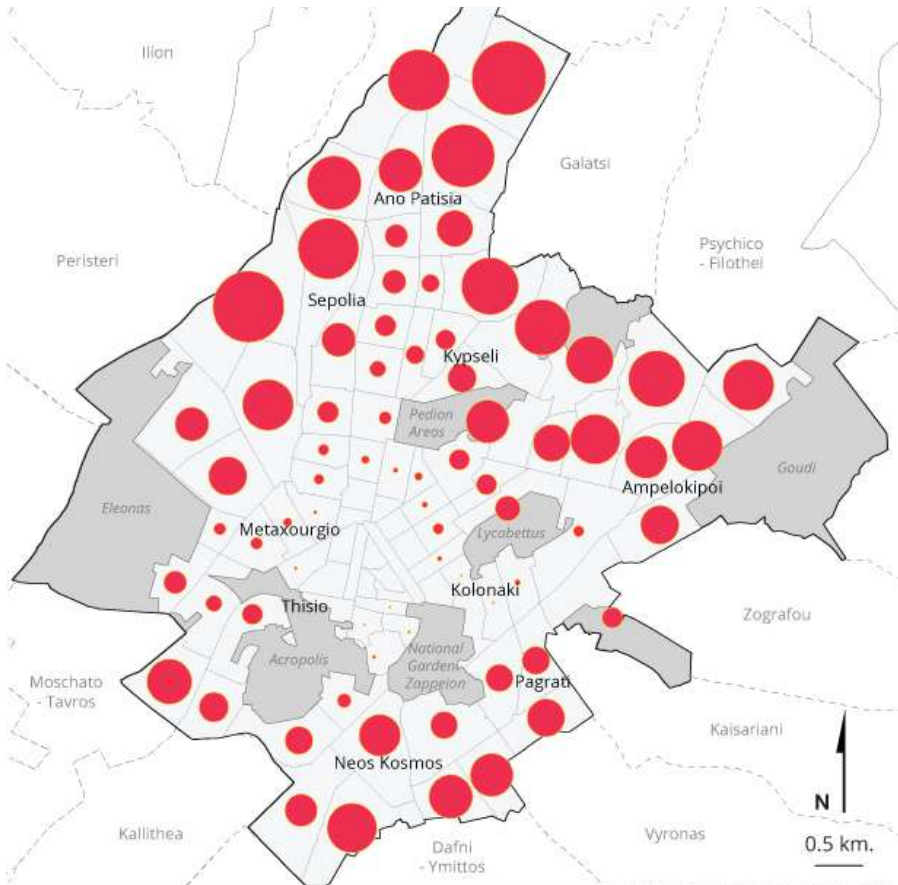 Ilion
Galatsi
Ano Patisia
Psychico
- Filothei
Peristeri
Sepolia
Kypseli
Pedion
Areos
Goudi
Ampelokipoi
Eleonas
Metaxourgio
Lycabettus
Kolonaki
Thisio
Zografou
Acropolis
National
Garden
Zappeion
Moschato
- Tavros
Pagrati
Kaisariani
Neos Kosmos
N
Kallithea
Vyronas
0.5 km.
Dafni
- Ymittos